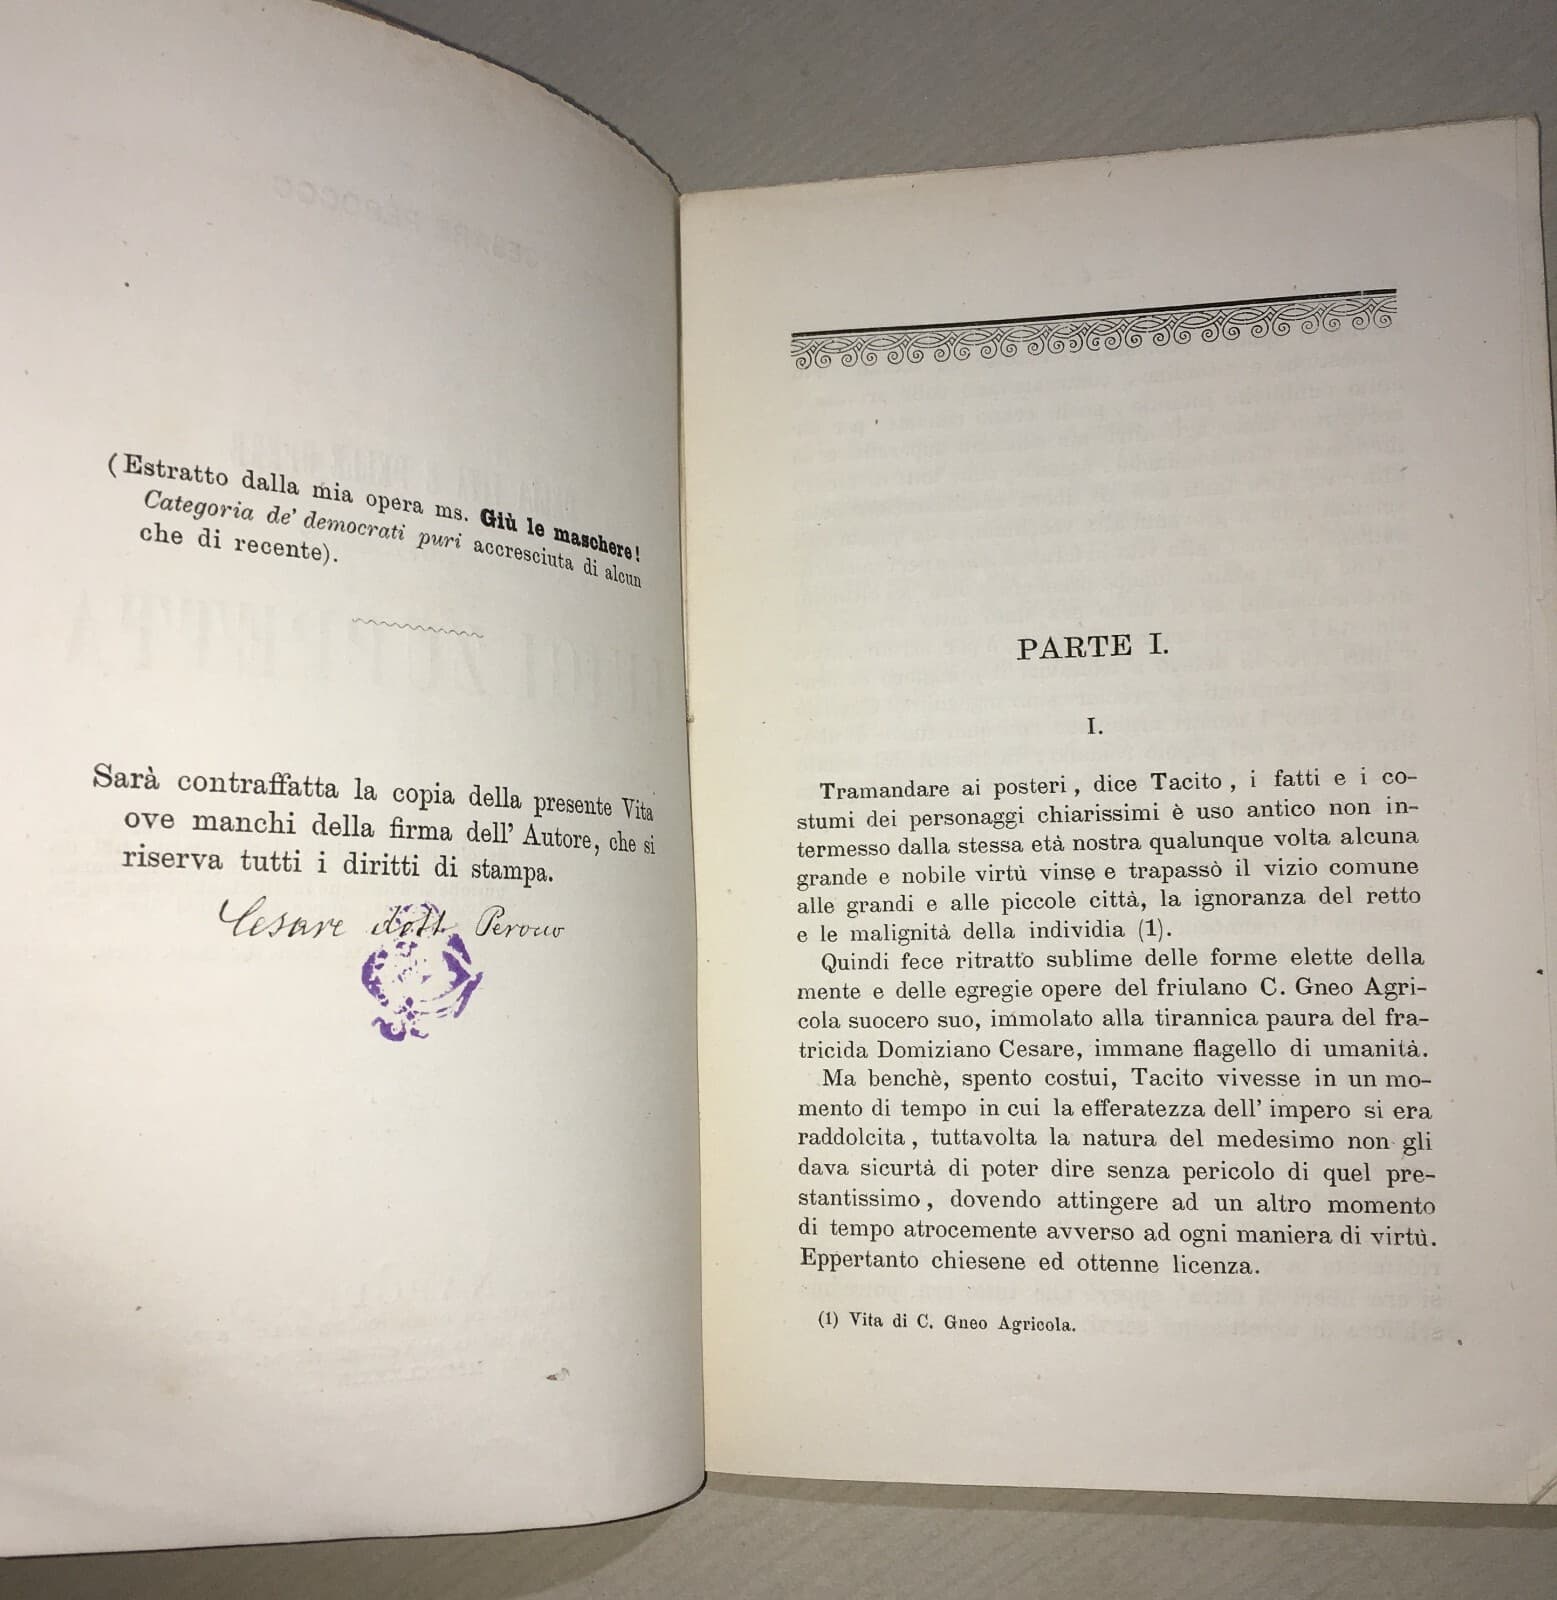 (Estratto dalla mia opera ms. Giù le maschere!
Categoria de' democrati puri accresciuta di alcun
che di recente).
Sarà contraffatta la copia della presente Vita
ove manchi della firma dell' Autore, che si
riserva tutti i diritti di stampa.
Cesare dott. Perocco
PARTE I.
I.
Tramandare ai posteri, dice Tacito, i fatti e i co-
stumi dei personaggi chiarissimi è uso antico non in-
termesso dalla stessa età nostra qualunque volta alcuna
grande e nobile virtù vinse e trapassò il vizio comune
alle grandi e alle piccole città, la ignoranza del retto
e le malignità della individia (1).
Quindi fece ritratto sublime delle forme elette della
mente e delle egregie opere del friulano C. Gneo Agri-
cola suocero suo, immolato alla tirannica paura del fra-
tricida Domiziano Cesare, immane flagello di umanità.
Ma benchè, spento costui, Tacito vivesse in un mo-
mento di tempo in cui la efferatezza dell' impero si era
raddolcita, tuttavolta la natura del medesimo non gli
dava sicurtà di poter dire senza pericolo di quel pre-
stantissimo, dovendo attingere ad un altro momento
di tempo atrocemente avverso ad ogni maniera di virtù.
Eppertanto chiesene ed ottenne licenza.
(1) Vita di C. Gneo Agricola.